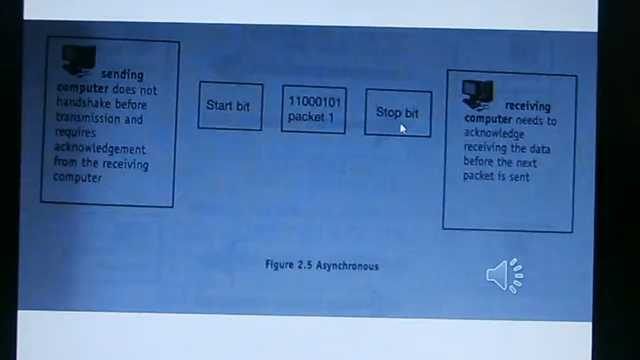 sending
computer does not
handshake before
transmission and
requires
acknowledgement
from the receiving
computer
Start bit
11000101
packet 1
Stop bit
receiving
computer needs to
acknowledge
receiving the data
before the next
packet is sent
Figure 2.5 Asynchronous